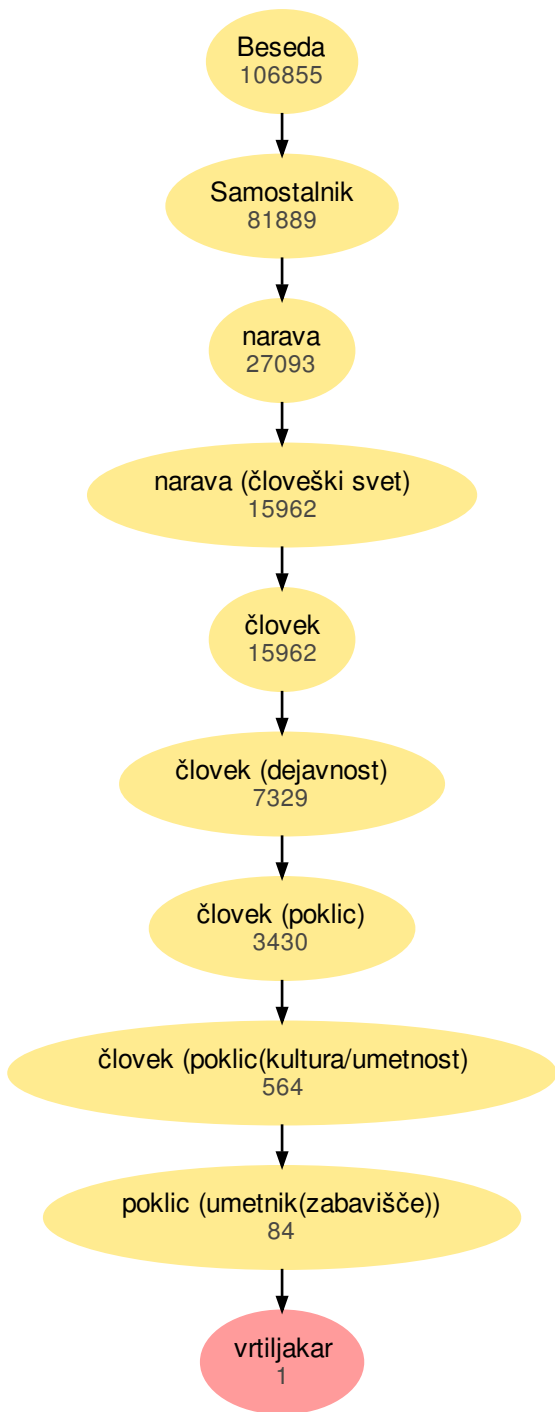 Beseda
106855
Samostalnik
81889
narava
27093
narava (človeški svet)
15962
človek
15962
človek (dejavnost)
7329
človek (poklic)
3430
človek (poklic(kultura/umetnost)
564
poklic (umetnik(zabavišče))
84
vrtiljakar
1